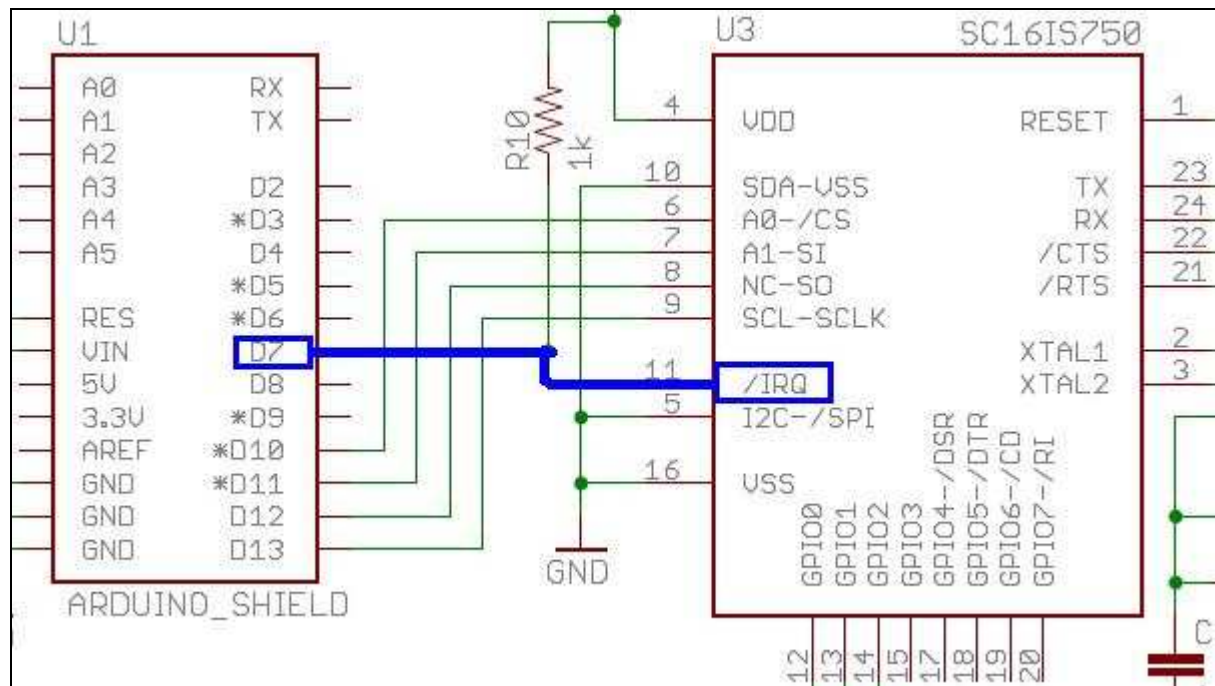 U1
A0
A1
A2
A3
A4
A5
RES
VIN
5V
3.3V
AREF
GND
GND
GND
RX
TX
D2
*D3
D4
*D5
*D6
D7
D8
*D9
*D10
*D11
D12
D13
ARDUINO_SHIELD
R10
1k
GND
U3
SC16IS750
4
10
6
7
8
9
11
5
16
VDD
SDA-VSS
A0-/CS
A1-SI
NC-SO
SCL-SCLK
/IRQ
I2C-/SPI
VSS
RESET
TX
RX
/CTS
/RTS
XTAL1
XTAL2
1
23
24
22
21
2
3
GPIO0
GPIO1
GPIO2
GPIO3
GPIO4-/DSR
GPIO5-/DTR
GPIO6-/CD
GPIO7-/RI
12
13
14
15
17
18
19
20
C